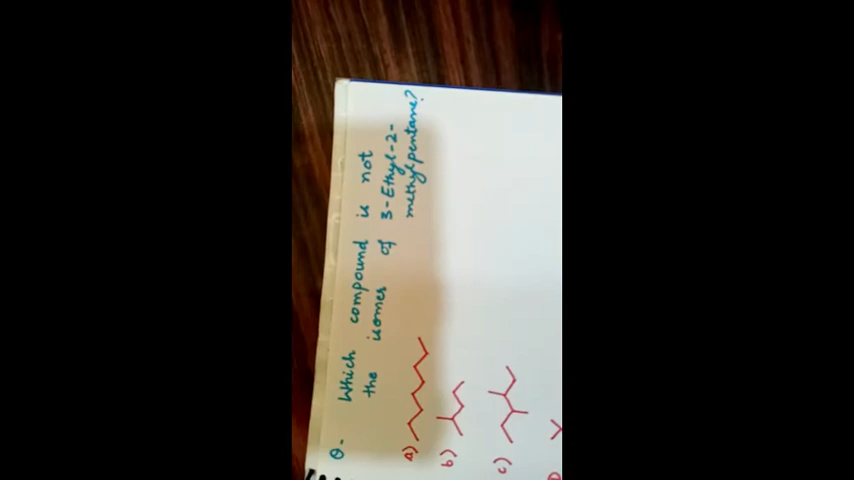 Q- Which compound is not
the isomer of 3-Ethyl-2-
methylpentane?
a)
b)
c)